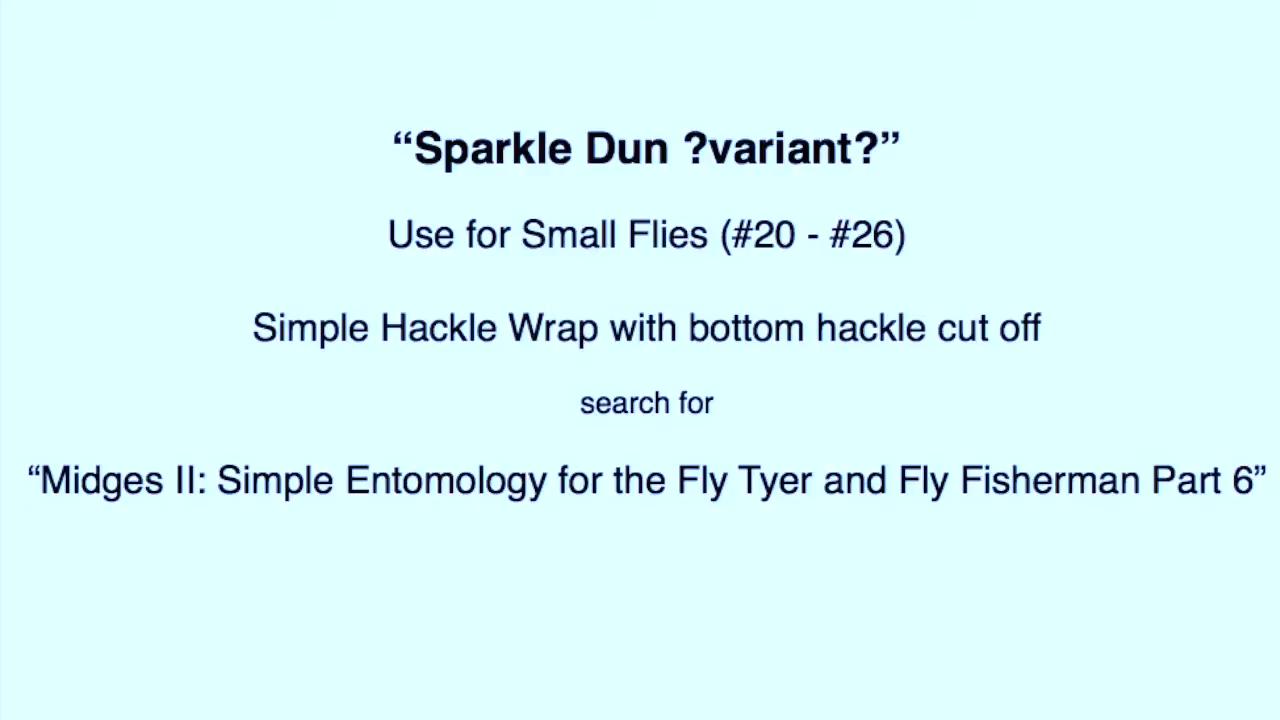 “Sparkle Dun ?variant?”
Use for Small Flies (#20 - #26)
Simple Hackle Wrap with bottom hackle cut off
search for
“Midges II: Simple Entomology for the Fly Tyer and Fly Fisherman Part 6”